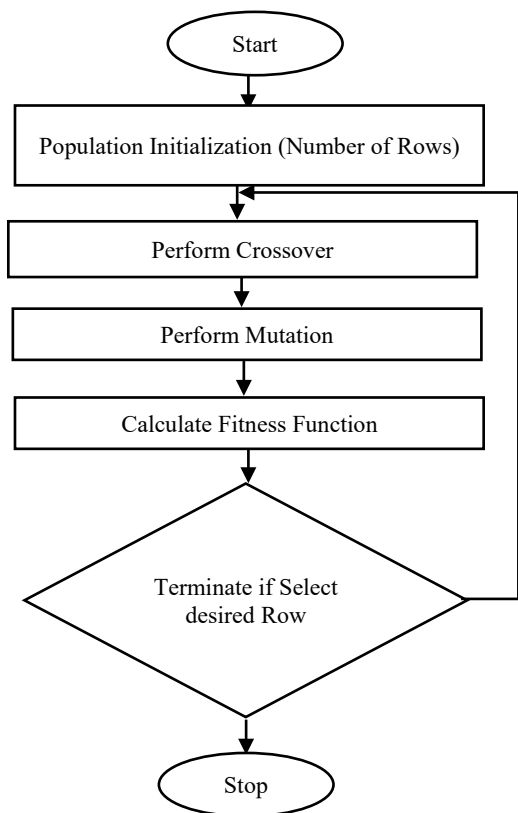 Start
Population Initialization (Number of Rows)
Perform Crossover
Perform Mutation
Calculate Fitness Function
Terminate if Select
desired Row
Stop